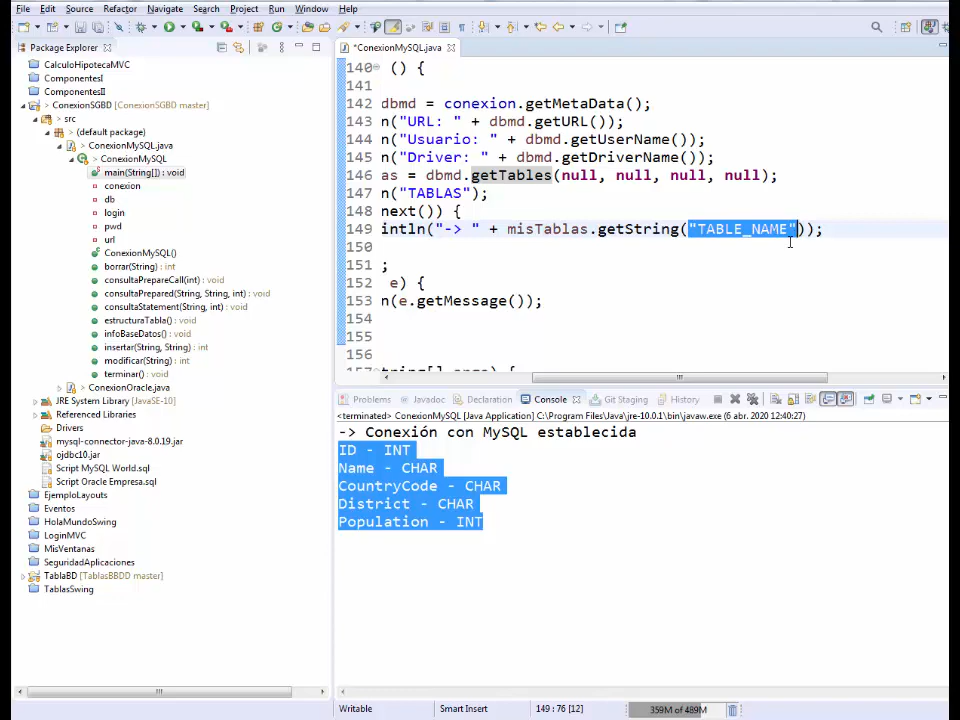 File Edit Source Refactor Navigate Search Project Run Window Help
Package Explorer
CalculoHipotecaMVC
ComponentesI
ComponentesII
> ConexionSGBD [ConexionSGBD master]
> src
> (default package)
> ConexionMySQL.java
> ConexionMySQL
main(String[]) : void
conexion
db
login
pwd
url
ConexionMySQL()
borrar(String) : int
consultaPrepareCall(int) : void
consultaPrepared(String, String, int) : void
consultaStatement(String, int) : void
estructuraTabla() : void
infoBaseDatos() : void
insertar(String, String) : int
modificar(String) : int
terminar() : void
> ConexionOracle.java
JRE System Library [JavaSE-10]
Referenced Libraries
Drivers
mysql-connector-java-8.0.19.jar
ojdbc10.jar
Script MySQL World.sql
Script Oracle Empresa.sql
EjemploLayouts
Eventos
HolaMundoSwing
LoginMVC
MisVentanas
SeguridadAplicaciones
> TablaBD [TablasBBDD master]
TablasSwing
*ConexionMySQL.java
140 () {
141
142 dbmd = conexion.getMetaData();
143 n("URL: " + dbmd.getURL());
144 n("Usuario: " + dbmd.getUserName());
145 n("Driver: " + dbmd.getDriverName());
146 as = dbmd.getTables(null, null, null, null);
147 n("TABLAS");
148 next()) {
149 intln("-> " + misTablas.getString("TABLE_NAME"));
150
151 ;
152 e) {
153 n(e.getMessage());
154
155
156
157 tring[] args) {
Problems Javadoc Declaration Console Git Staging History
<terminated> ConexionMySQL [Java Application] C:\Program Files\Java\jre-10.0.1\bin\javaw.exe (6 abr. 2020 12:40:27)
-> Conexión con MySQL establecida
ID - INT
Name - CHAR
CountryCode - CHAR
District - CHAR
Population - INT
Writable Smart Insert 149 : 76 [12] 359M of 489M